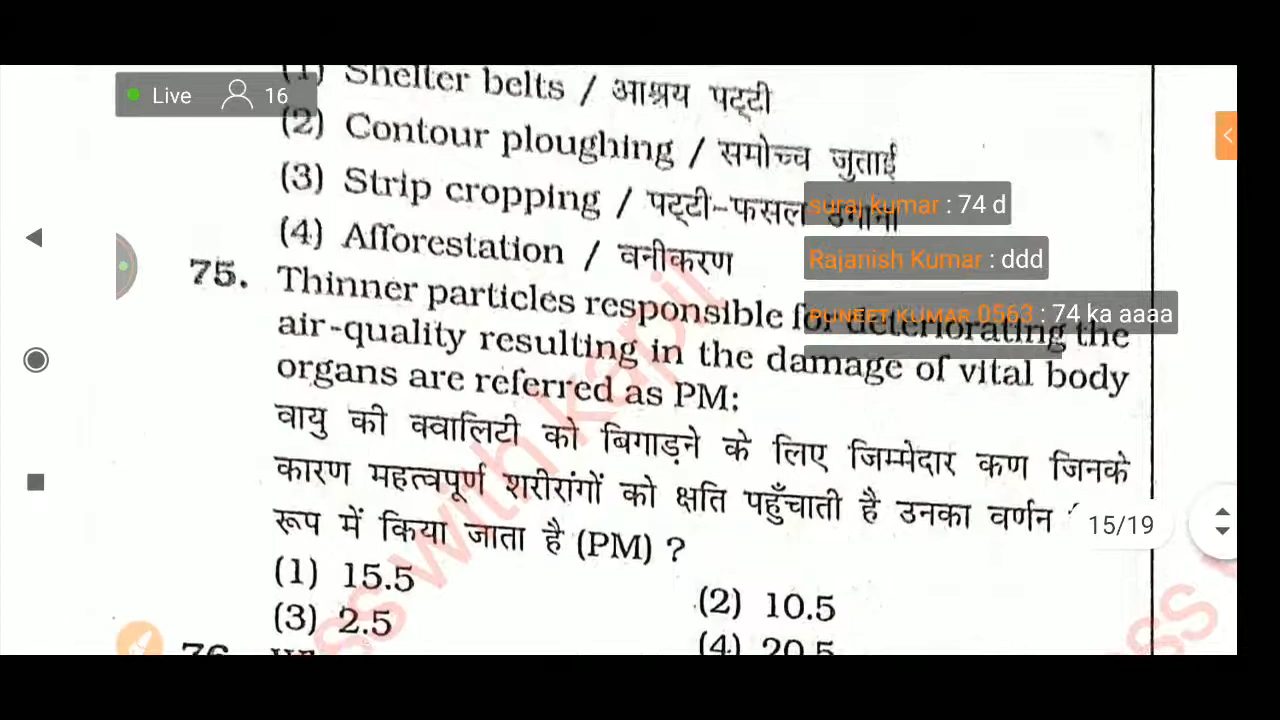 (1) Shelter belts / आश्रय पट्टी
Live 16
(2) Contour ploughing / समोच्च जुताई
(3) Strip cropping / पट्टी-फसल उगाना
suraj kumar : 74 d
(4) Afforestation / वनीकरण
Rajanish Kumar : ddd
75. Thinner particles responsible for deteriorating the
PUNEET KUMAR 0563 : 74 ka aaaa
air-quality resulting in the damage of vital body
organs are referred as PM:
वायु की क्वालिटी को बिगाड़ने के लिए जिम्मेदार कण जिनके
कारण महत्वपूर्ण शरीरांगों को क्षति पहुँचाती है उनका वर्णन
15/19
रूप में किया जाता है (PM) ?
(1) 15.5
(2) 10.5
(3) 2.5
(4) 20.5
76.